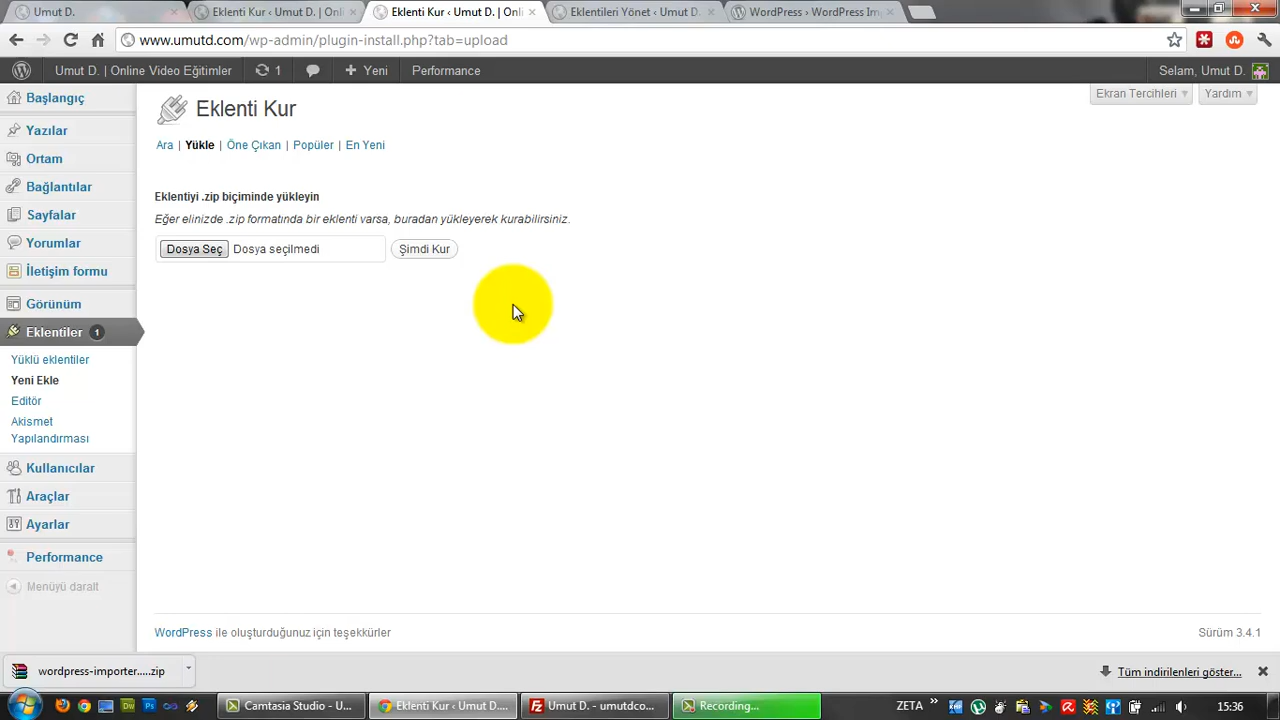 Umut D.
Eklenti Kur ‹ Umut D. | Onli
Eklenti Kur ‹ Umut D. | Onli
Eklentileri Yönet ‹ Umut D.
WordPress › WordPress Im
www.umutd.com/wp-admin/plugin-install.php?tab=upload
Umut D. | Online Video Eğitimler
1
Yeni
Performance
Selam, Umut D.
Başlangıç
Yazılar
Ortam
Bağlantılar
Sayfalar
Yorumlar
İletişim formu
Görünüm
Eklentiler 1
Yüklü eklentiler
Yeni Ekle
Editör
Akismet
Yapılandırması
Kullanıcılar
Araçlar
Ayarlar
Performance
Menüyü daralt
Ekran Tercihleri
Yardım
Eklenti Kur
Ara | Yükle | Öne Çıkan | Popüler | En Yeni
Eklentiyi .zip biçiminde yükleyin
Eğer elinizde .zip formatında bir eklenti varsa, buradan yükleyerek kurabilirsiniz.
Dosya Seç Dosya seçilmedi Şimdi Kur
WordPress ile oluşturduğunuz için teşekkürler
Sürüm 3.4.1
wordpress-importer.....zip
Tüm indirilenleri göster...
Camtasia Studio - U...
Eklenti Kur ‹ Umut D....
Umut D. - umutdco...
Recording...
ZETA
15:36